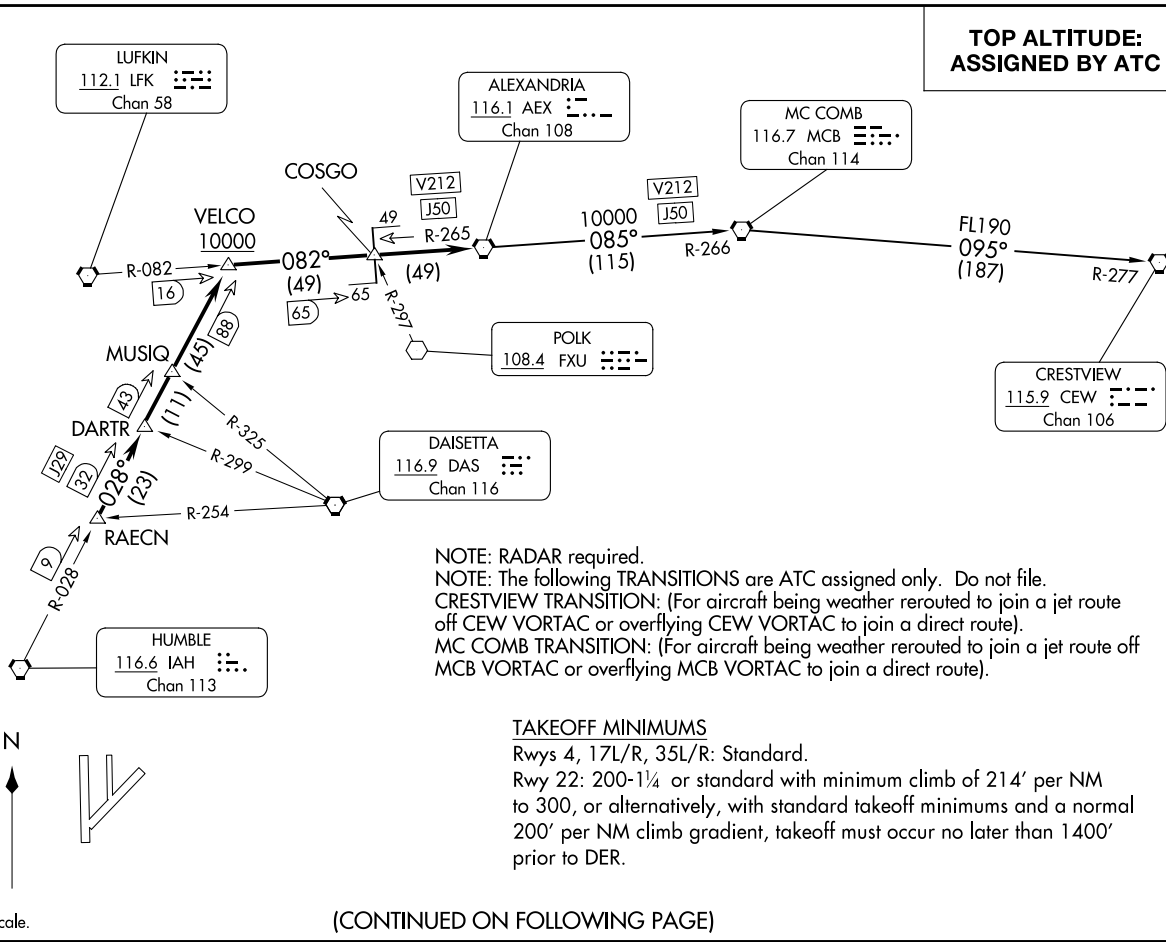 TOP ALTITUDE:
ASSIGNED BY ATC
LUFKIN
112.1 LFK
Chan 58
ALEXANDRIA
116.1 AEX
Chan 108
MC COMB
116.7 MCB
Chan 114
COSGO
V212
J50
V212
J50
VELCO
10000
49
R-265
10000
085°
(115)
R-266
FL190
095°
(187)
R-277
R-082
16
082°
(49)
65
65
(49)
R-297
88
POLK
108.4 FXU
MUSIQ
(45)
CRESTVIEW
115.9 CEW
Chan 106
43
(11)
DARTR
R-325
R-299
DAISETTA
116.9 DAS
Chan 116
J29
32
028°
(23)
R-254
RAECN
9
R-028
HUMBLE
116.6 IAH
Chan 113
NOTE: RADAR required.
NOTE: The following TRANSITIONS are ATC assigned only. Do not file.
CRESTVIEW TRANSITION: (For aircraft being weather rerouted to join a jet route
off CEW VORTAC or overflying CEW VORTAC to join a direct route).
MC COMB TRANSITION: (For aircraft being weather rerouted to join a jet route off
MCB VORTAC or overflying MCB VORTAC to join a direct route).
N
TAKEOFF MINIMUMS
Rwys 4, 17L/R, 35L/R: Standard.
Rwy 22: 200-1¼ or standard with minimum climb of 214' per NM
to 300, or alternatively, with standard takeoff minimums and a normal
200' per NM climb gradient, takeoff must occur no later than 1400'
prior to DER.
cale.
(CONTINUED ON FOLLOWING PAGE)